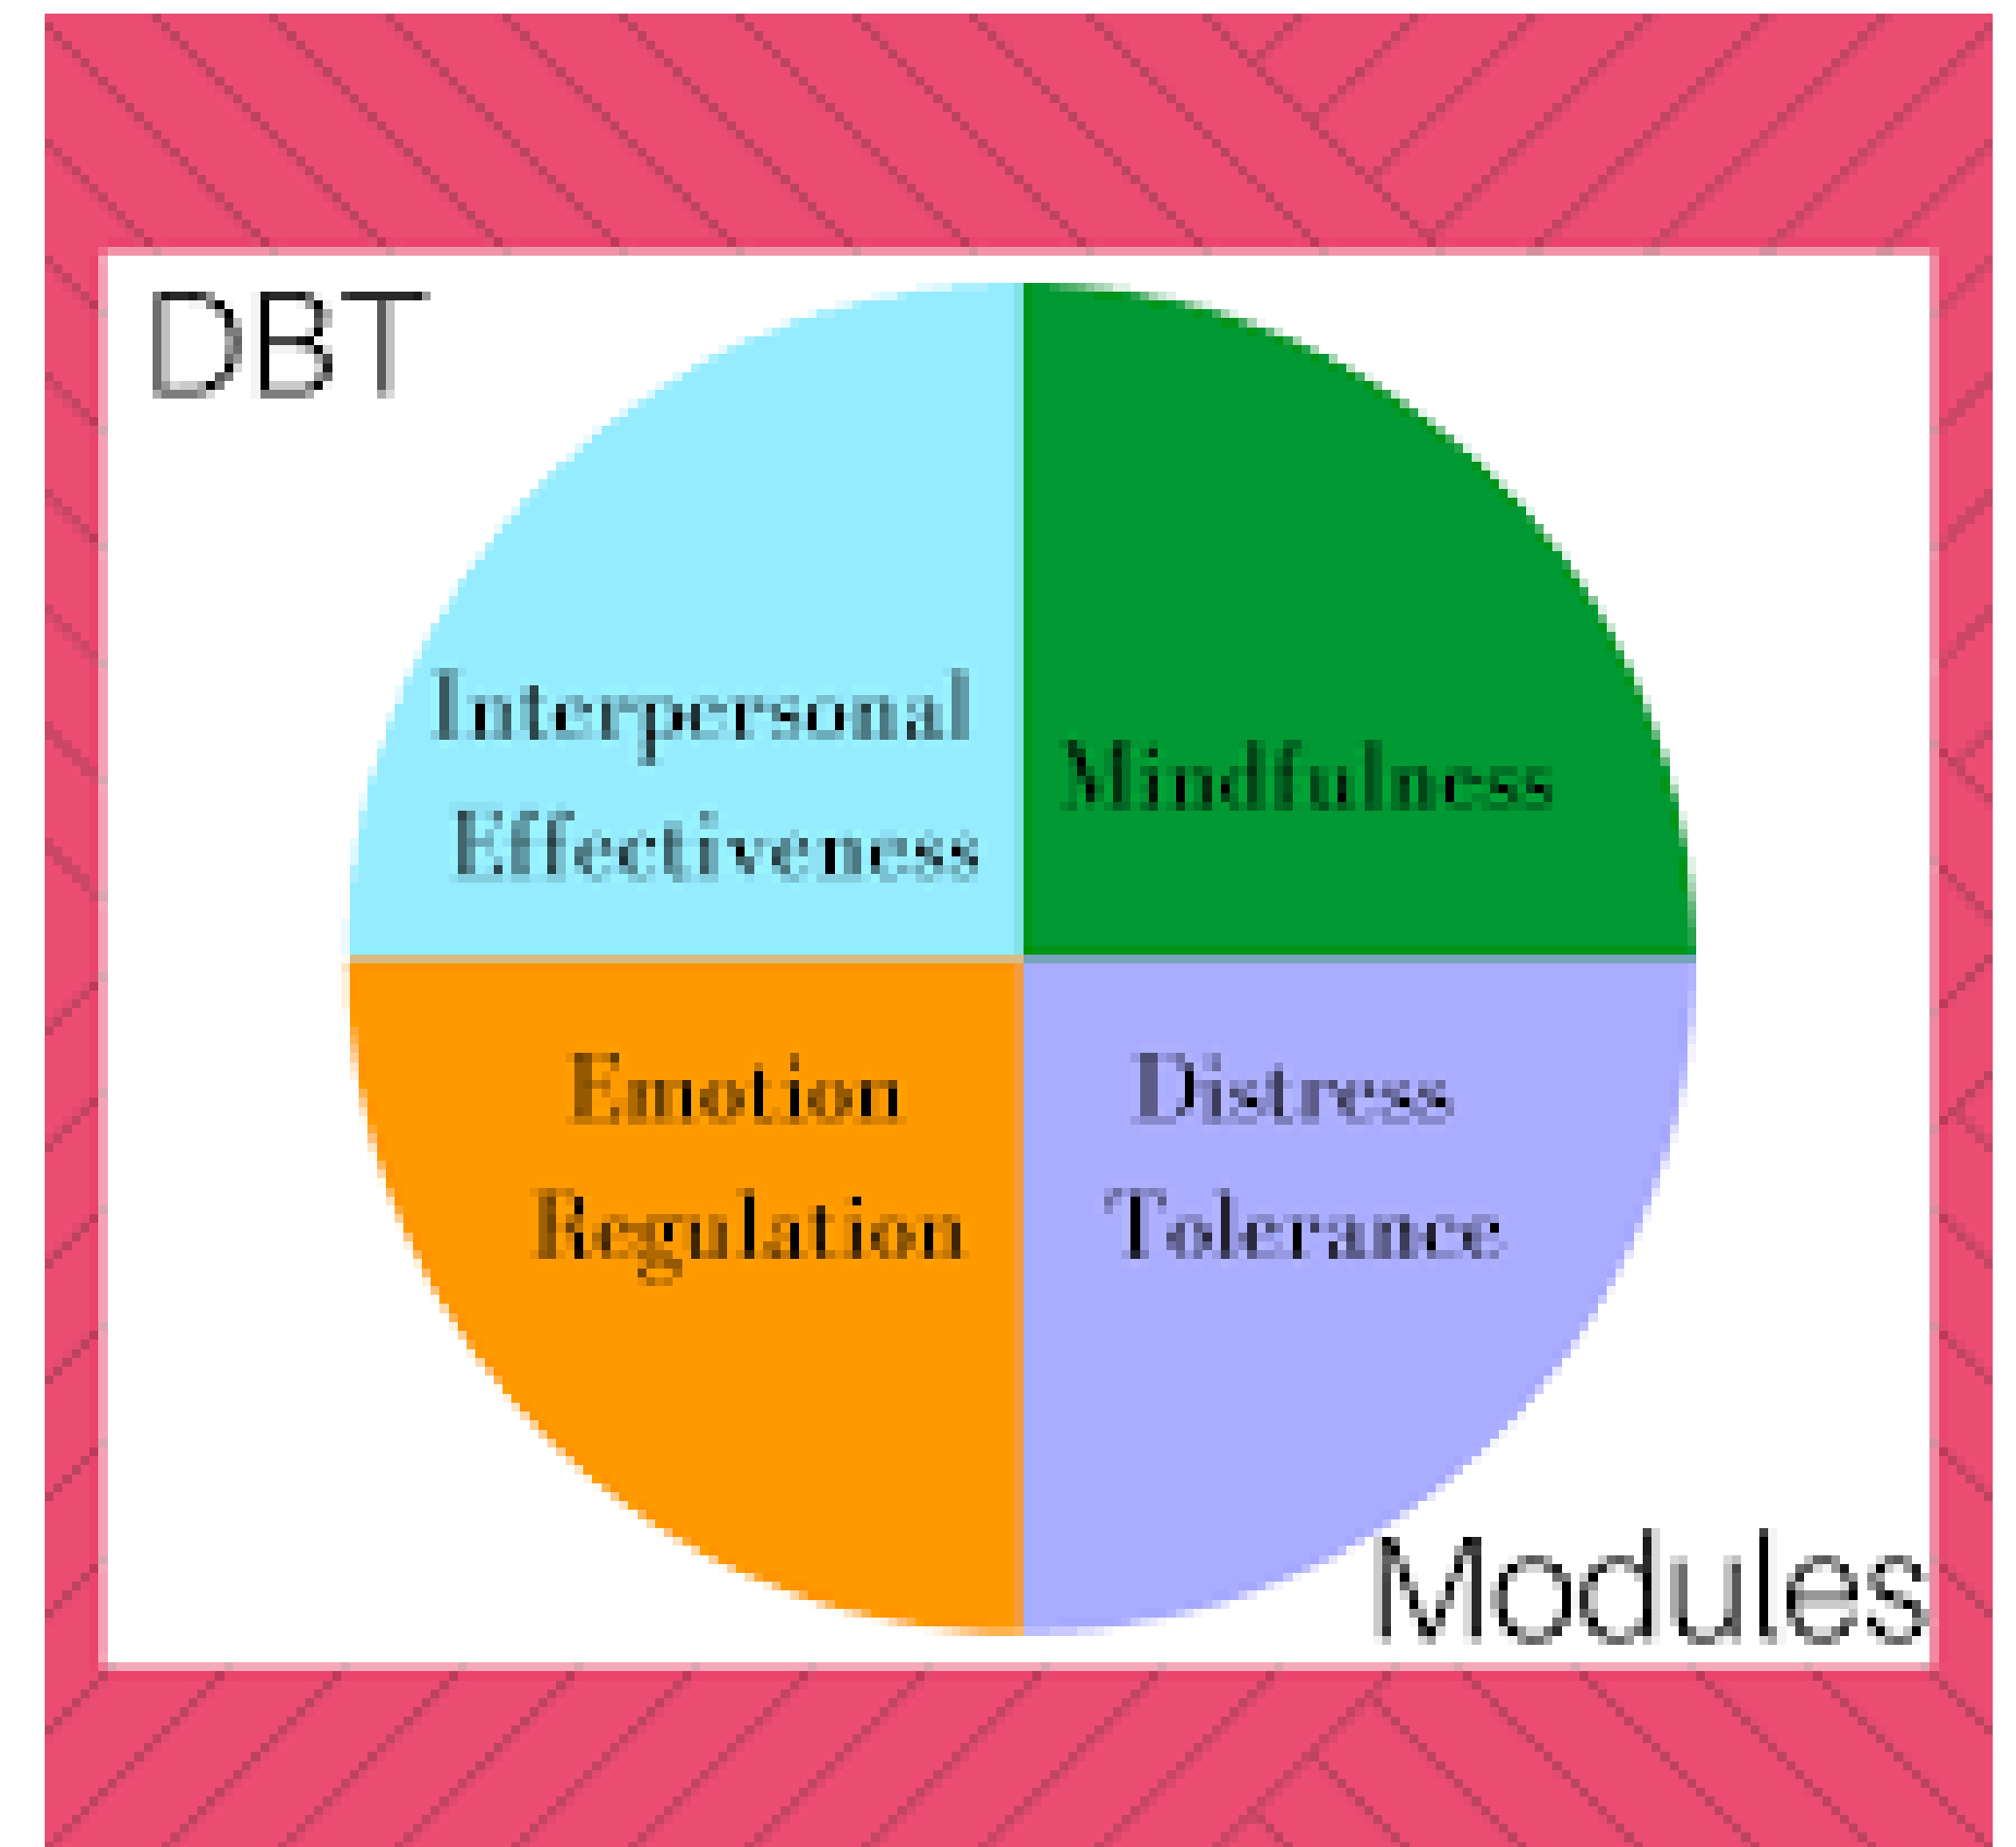 DBT
Interpersonal
Effectiveness
Mindfulness
Emotion
Regulation
Distress
Tolerance
Modules